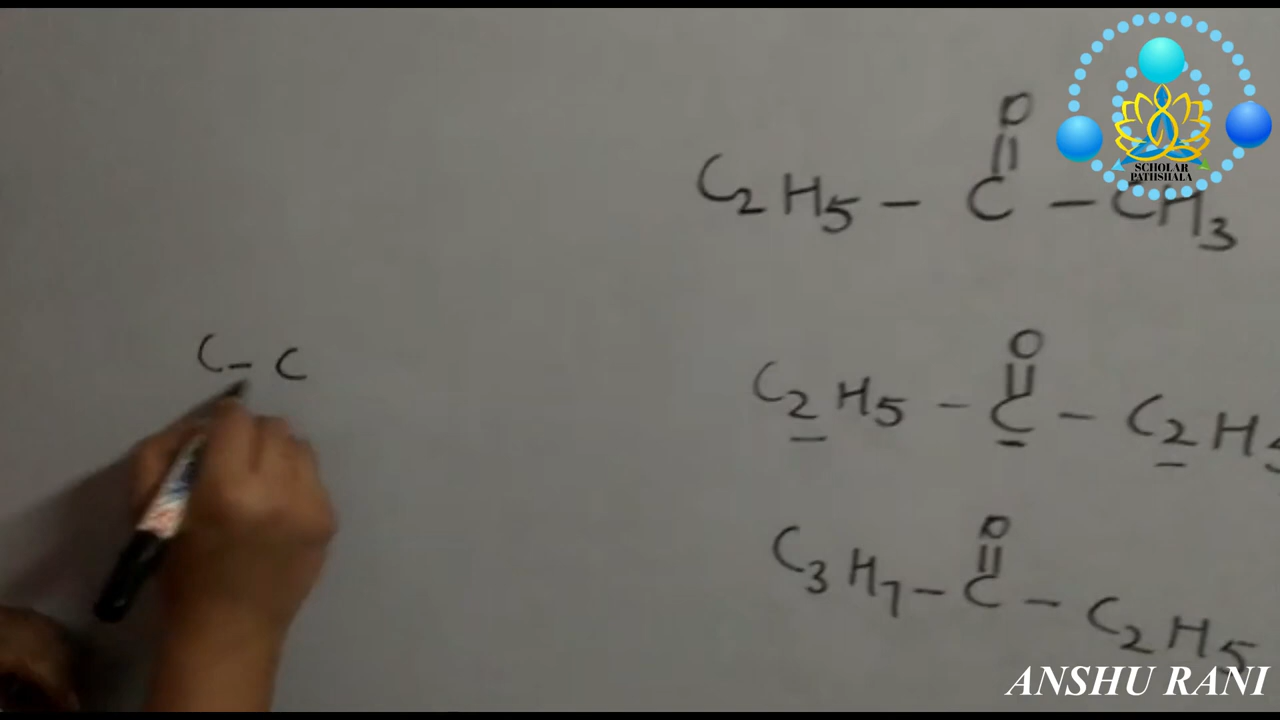 O
C2H5 - C - CH3
C - C
O
C2H5 - C - C2H5
O
C3H7 - C - C2H5
SCHOLAR
PATHSHALA
ANSHU RANI